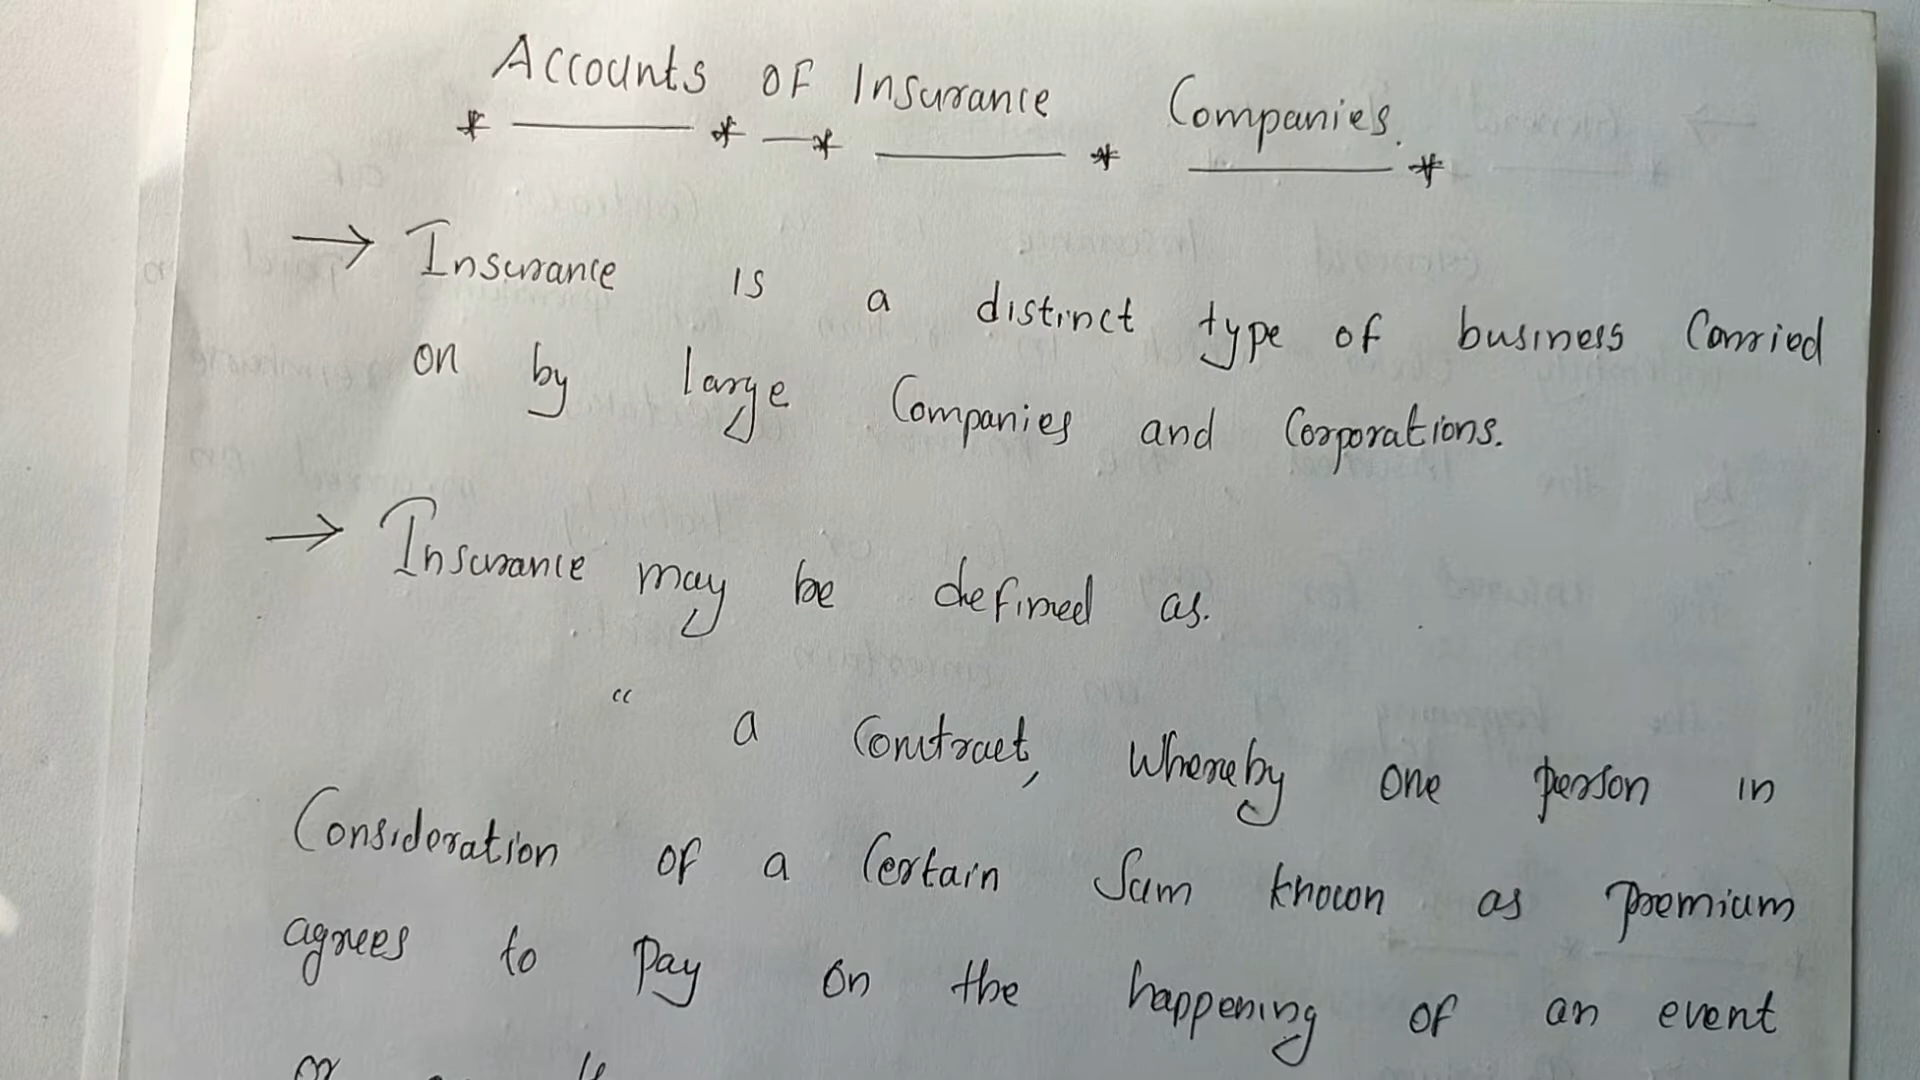 Accounts OF Insurance Companies.
→ Insurance is a distinct type of business Carried
on by large Companies and Corporations.
→ Insurance may be defined as.
“ a Contract, Whereby one person in
Consideration of a Certain Sum known as premium
agrees to pay on the happening of an event
or